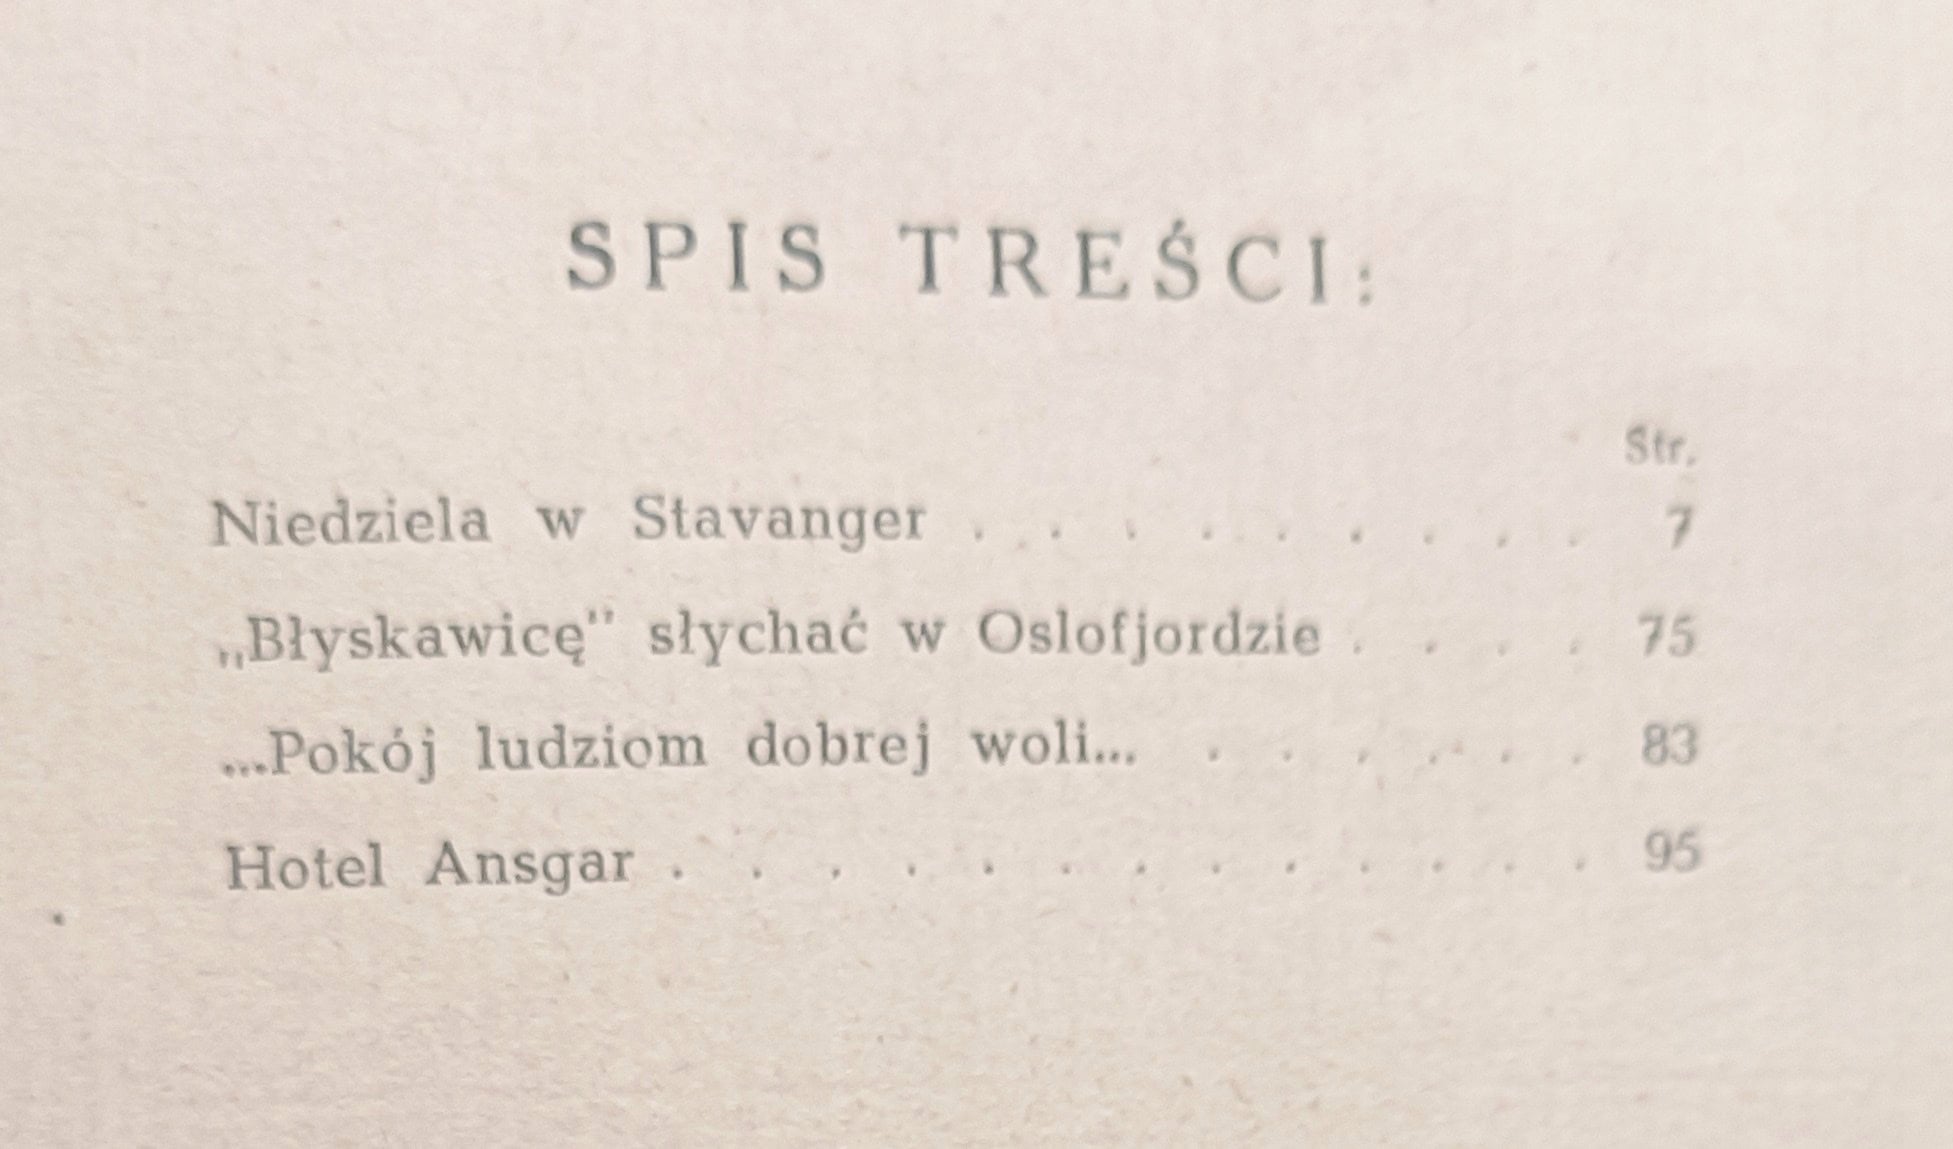 SPIS TREŚCI:
Str.
Niedziela w Stavanger . . . . . . . . . 7
„Błyskawicę" słychać w Oslofjordzie . . . . 75
...Pokój ludziom dobrej woli... . . . . . . 83
Hotel Ansgar . . . . . . . . . . . . . 95